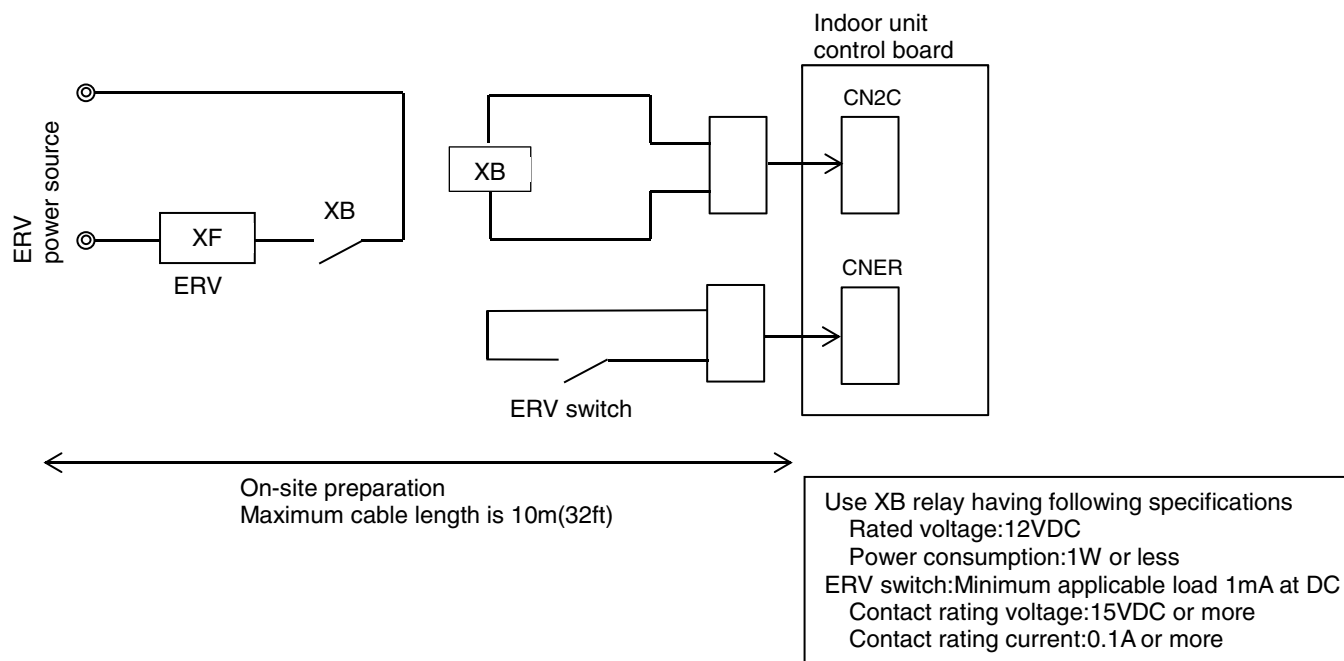 Indoor unit
control board
CN2C
ERV
power source
XB
XB
XF
ERV
CNER
ERV switch
On-site preparation
Maximum cable length is 10m(32ft)
Use XB relay having following specifications
Rated voltage:12VDC
Power consumption:1W or less
ERV switch:Minimum applicable load 1mA at DC
Contact rating voltage:15VDC or more
Contact rating current:0.1A or more